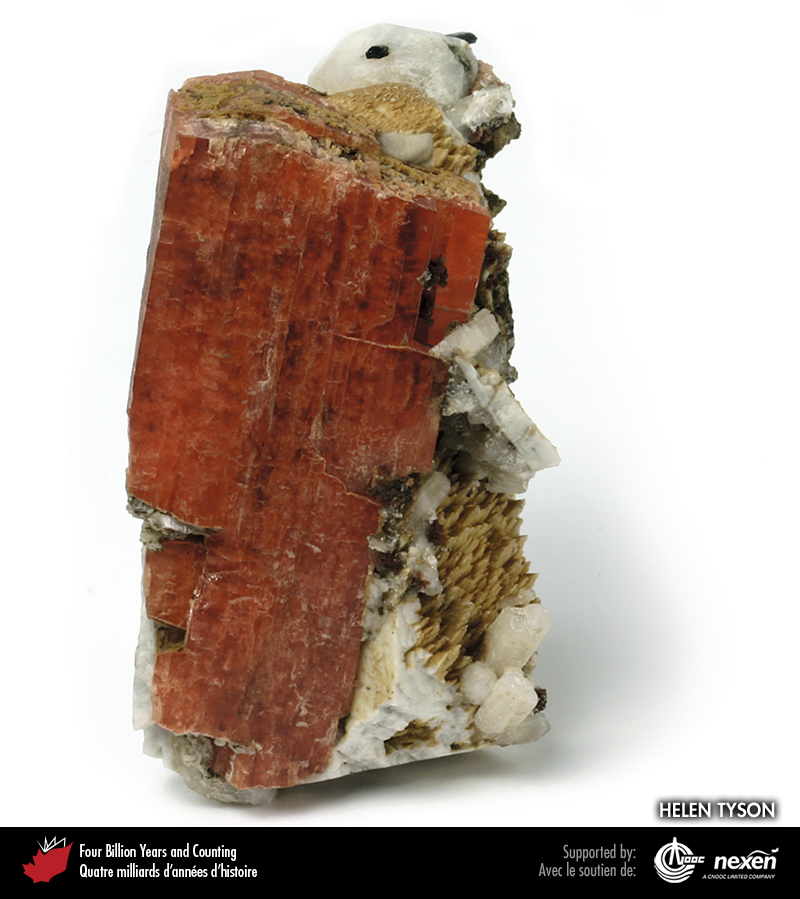 HELEN TYSON
Four Billion Years and Counting
Quatre milliards d'années d'histoire
Supported by:
Avec le soutien de:
CNOOC
nexen
A CNOOC LIMITED COMPANY